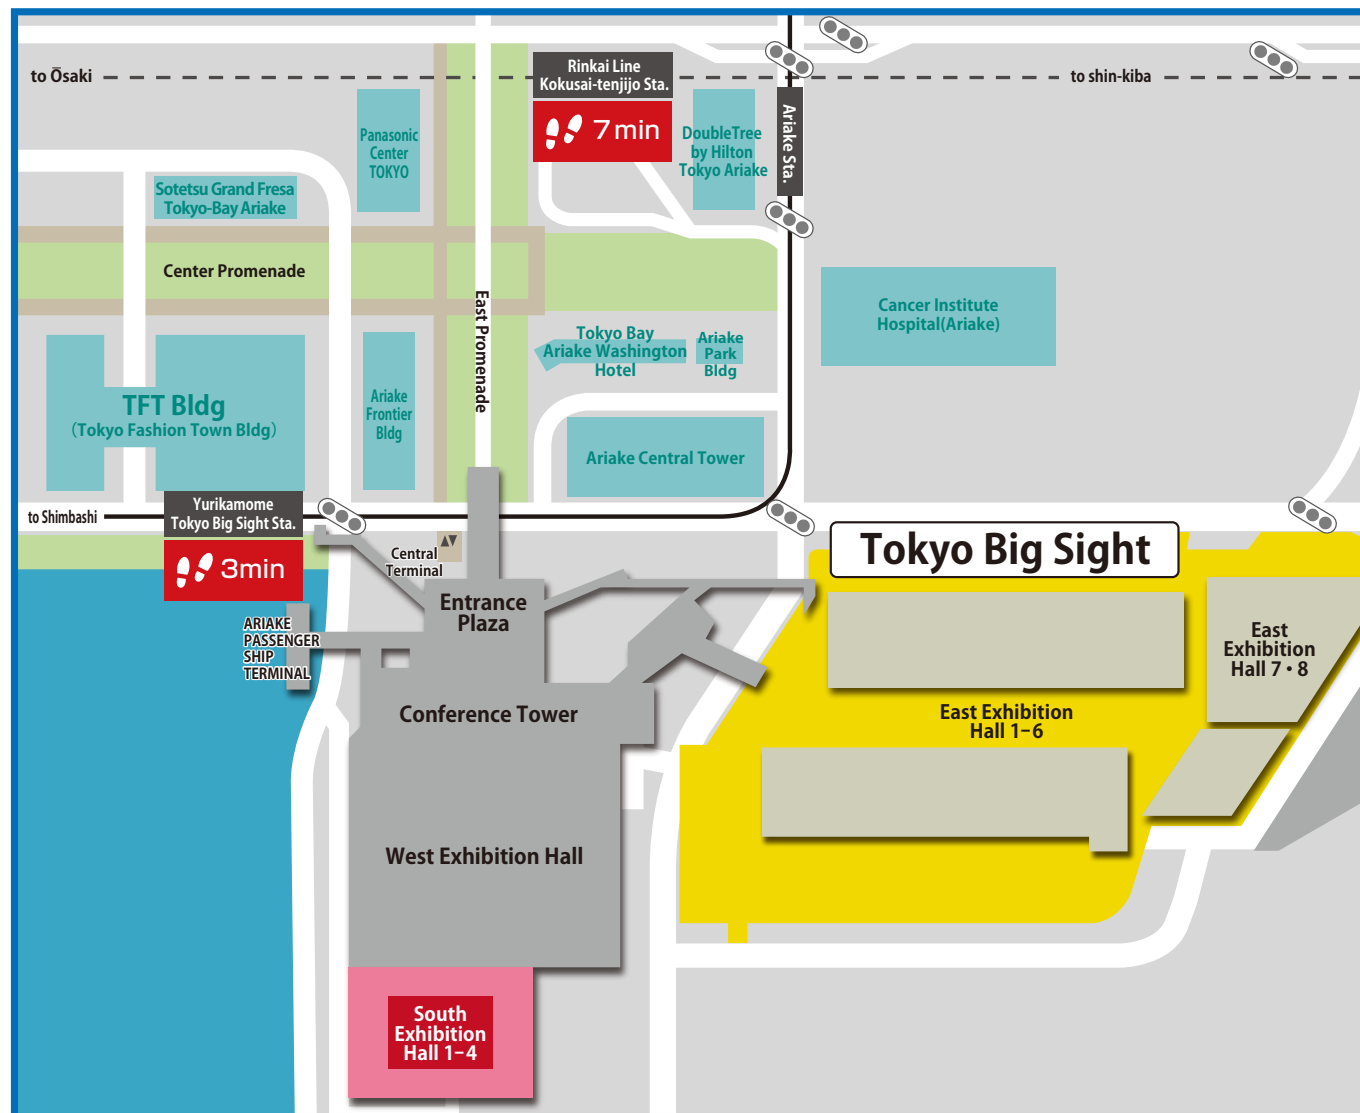 to Ōsaki
Rinkai Line
Kokusai-tenjijo Sta.
7min
to shin-kiba
Ariake Sta.
Panasonic
Center
TOKYO
DoubleTree
by Hilton
Tokyo Ariake
Sotetsu Grand Fresa
Tokyo-Bay Ariake
Center Promenade
East Promenade
Cancer Institute
Hospital(Ariake)
Tokyo Bay
Ariake Washington
Hotel
Ariake
Park
Bldg
TFT Bldg
(Tokyo Fashion Town Bldg)
Ariake
Frontier
Bldg
Ariake Central Tower
to Shimbashi
Yurikamome
Tokyo Big Sight Sta.
3min
Central
Terminal
Tokyo Big Sight
Entrance
Plaza
ARIAKE
PASSENGER
SHIP
TERMINAL
East
Exhibition
Hall 7・8
Conference Tower
East Exhibition
Hall 1-6
West Exhibition Hall
South
Exhibition
Hall 1-4